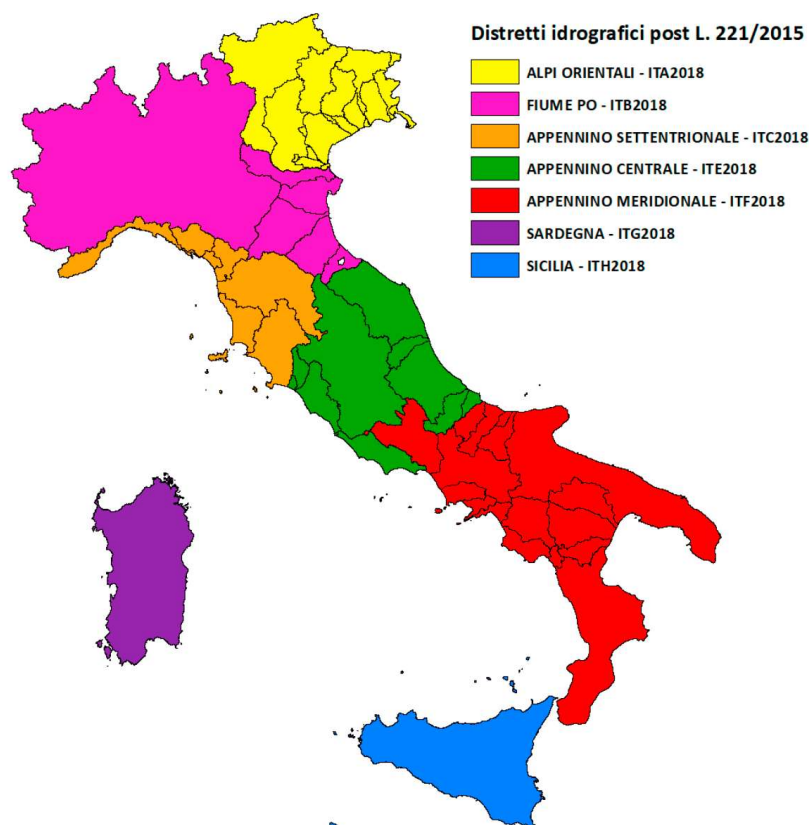 Distretti idrografici post L. 221/2015
ALPI ORIENTALI - ITA2018
FIUME PO - ITB2018
APPENNINO SETTENTRIONALE - ITC2018
APPENNINO CENTRALE - ITE2018
APPENNINO MERIDIONALE - ITF2018
SARDEGNA - ITG2018
SICILIA - ITH2018